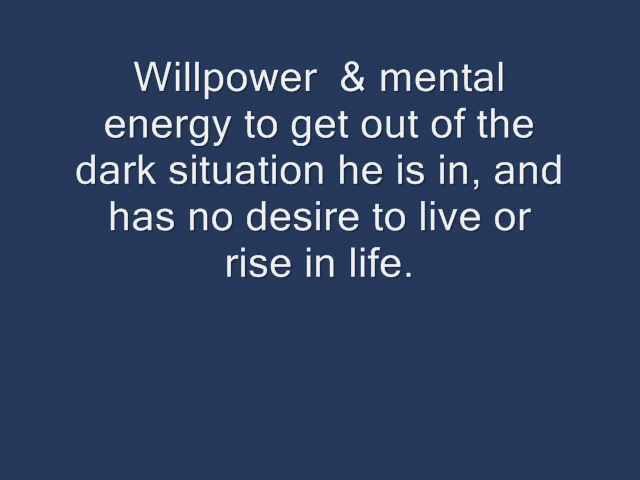 Willpower  & mental
energy to get out of the
dark situation he is in, and
has no desire to live or
rise in life.